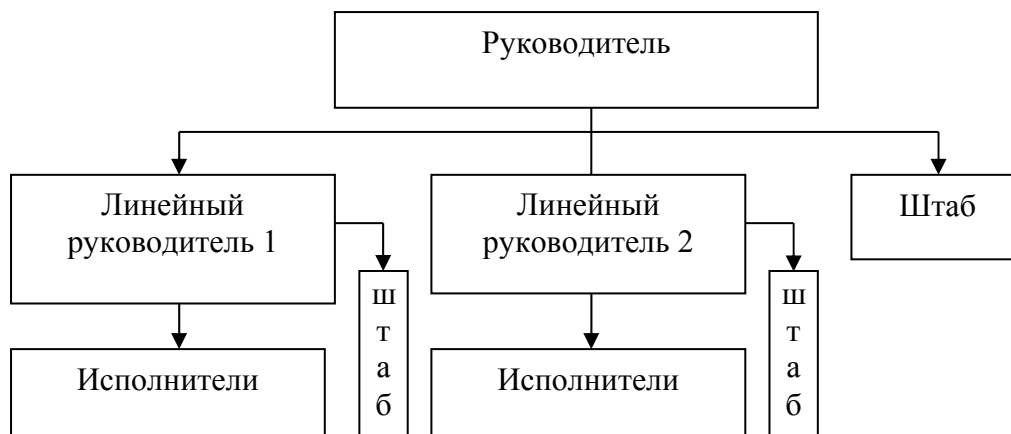 Руководитель
Линейный
руководитель 1
Линейный
руководитель 2
Штаб
ш
т
а
б
ш
т
а
б
Исполнители
Исполнители